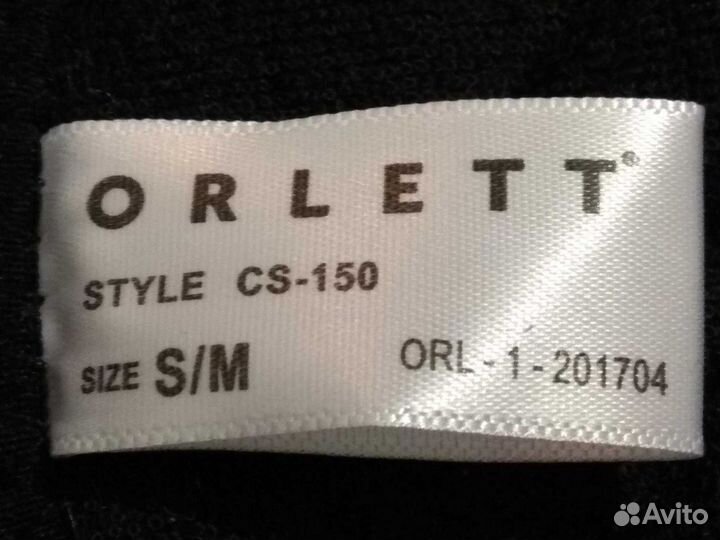 ORLETT®
STYLE CS-150
SIZE S/M ORL-1-201704
Avito